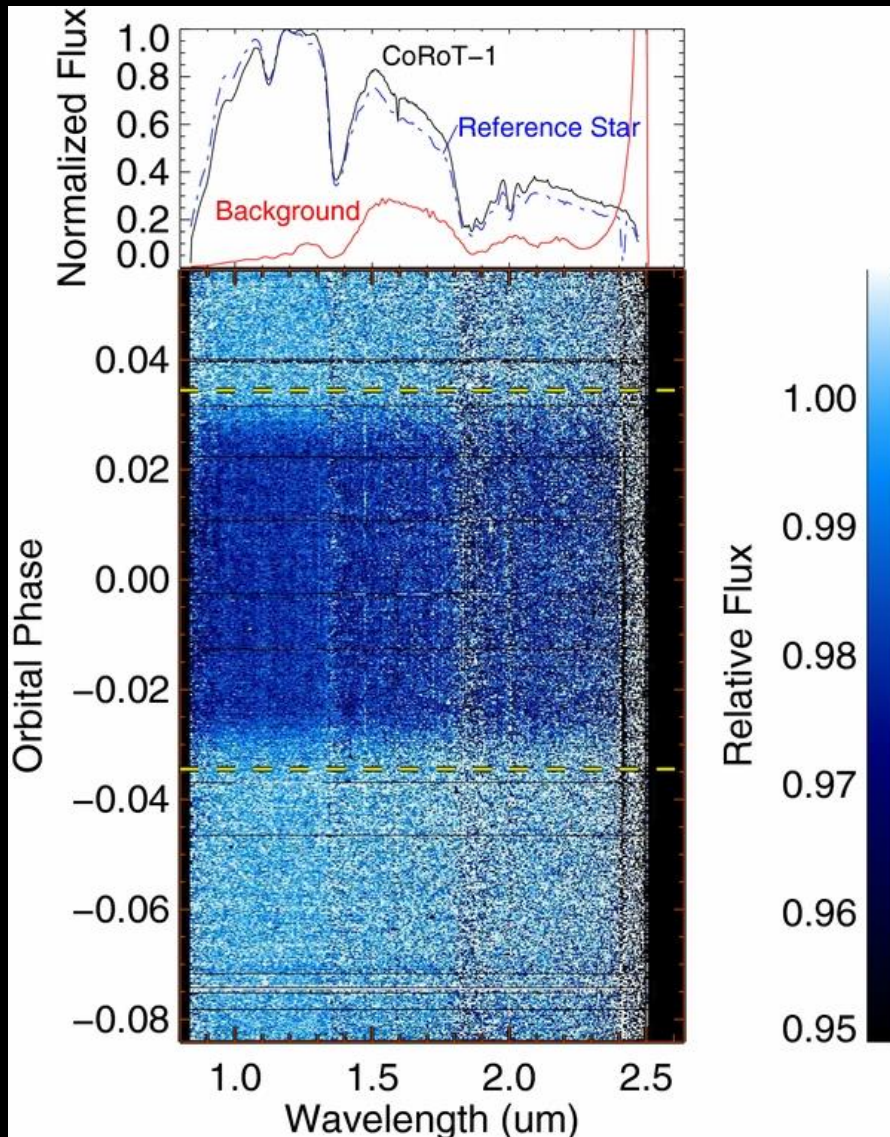 Normalized Flux
1.0
0.8
0.6
0.4
0.2
0.0
CoRoT-1
Reference Star
Background
Orbital Phase
0.04
0.02
0.00
−0.02
−0.04
−0.06
−0.08
1.0 1.5 2.0 2.5
Wavelength (um)
Relative Flux
1.00
0.99
0.98
0.97
0.96
0.95